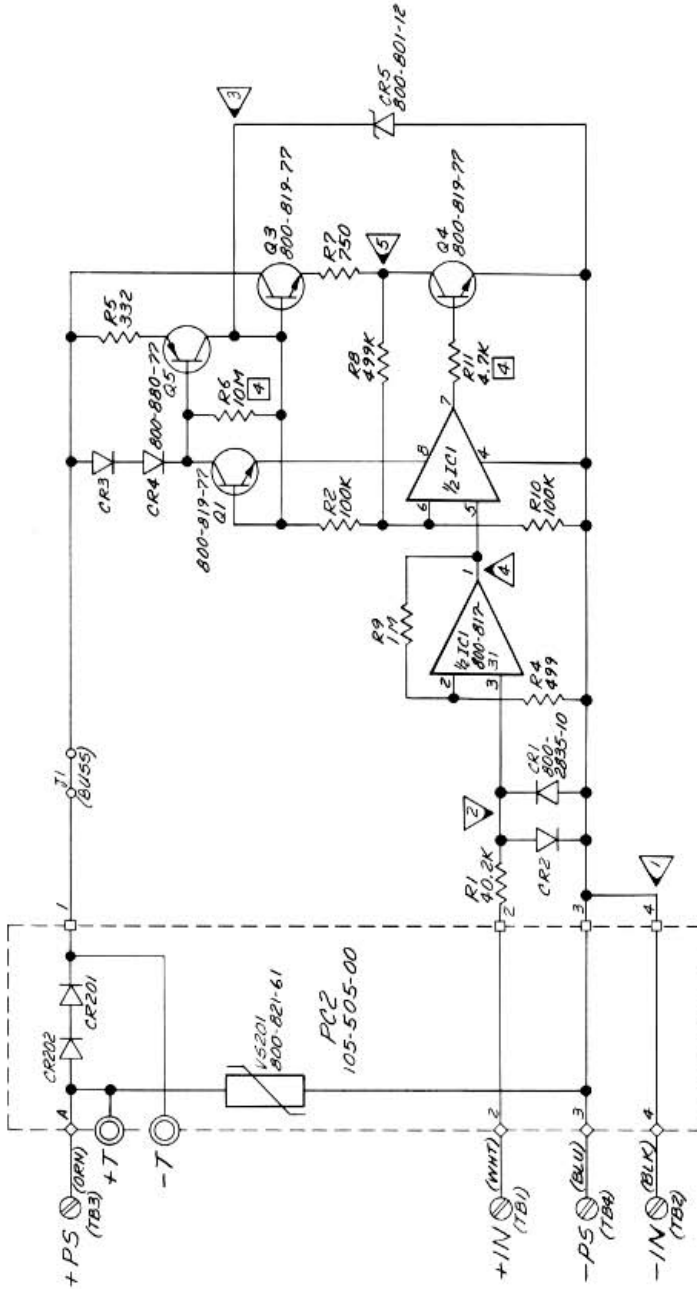 +PS
(TB3)
(ORN)
A
+T
-T
CR202
CR201
1
J1
(BUSS)
VS201
800-821-61
PC2
105-505-00
+IN
(TB1)
(WHT)
2
2
R1
40.2K
2
-PS
(TB4)
(BLU)
3
3
-IN
(TB2)
(BLK)
4
4
1
CR2
CR1
800-
2835-10
R4
499
R9
1M
2
3
½ IC1
800-817-
31
1
4
CR3
CR4
800-880-77
Q5
R5
332
800-819-77
Q1
R6
10M
4
R2
100K
R8
499K
6
5
8
4
7
½ IC1
R10
100K
R11
4.7K
4
Q3
800-819-77
R7
750
5
Q4
800-819-77
3
CR5
800-801-12